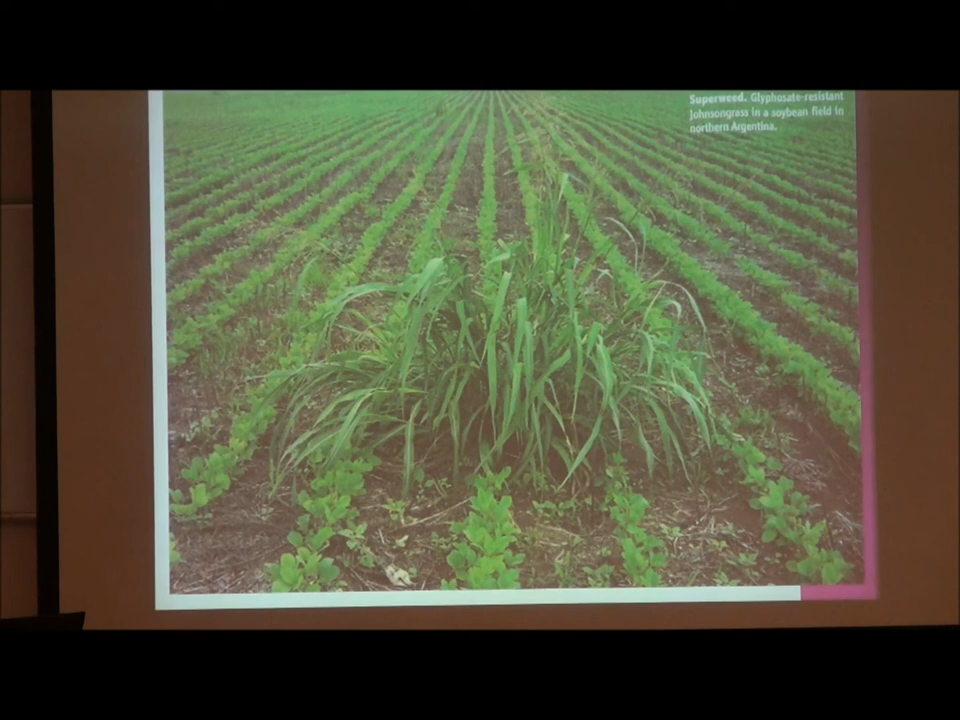 Superweed. Glyphosate-resistant
Johnsongrass in a soybean field in
northern Argentina.